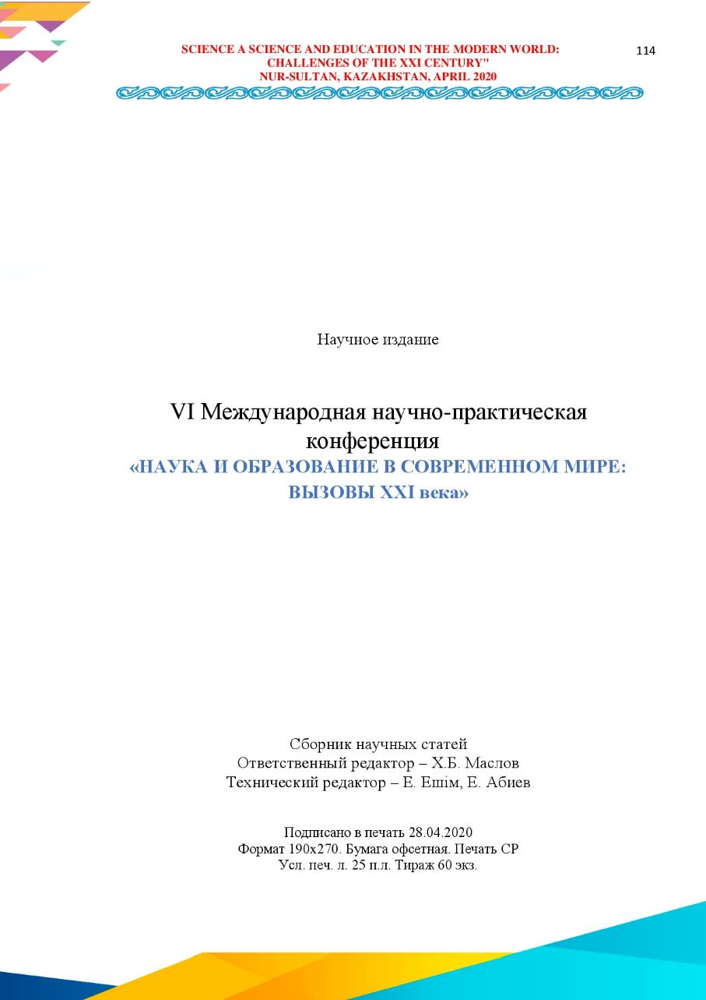 SCIENCE A SCIENCE AND EDUCATION IN THE MODERN WORLD:
CHALLENGES OF THE XXI CENTURY"
NUR-SULTAN, KAZAKHSTAN, APRIL 2020
114
Научное издание
VI Международная научно-практическая
конференция
«НАУКА И ОБРАЗОВАНИЕ В СОВРЕМЕННОМ МИРЕ:
ВЫЗОВЫ XXI века»
Сборник научных статей
Ответственный редактор – Х.Б. Маслов
Технический редактор – Е. Ешім, Е. Абиев
Подписано в печать 28.04.2020
Формат 190х270. Бумага офсетная. Печать СР
Усл. печ. л. 25 п.л. Тираж 60 экз.